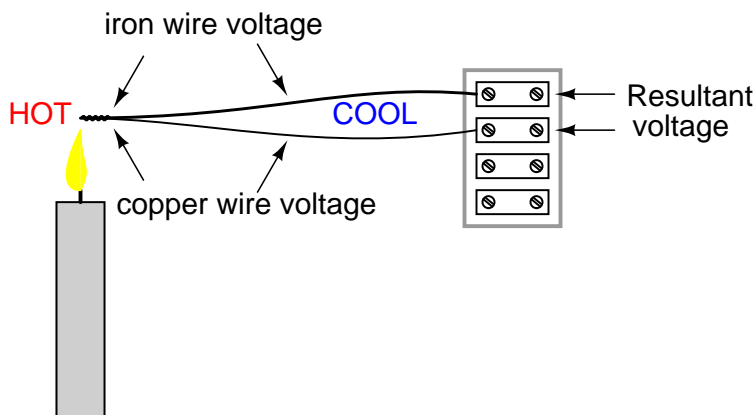 iron wire voltage
HOT
COOL
Resultant
voltage
copper wire voltage